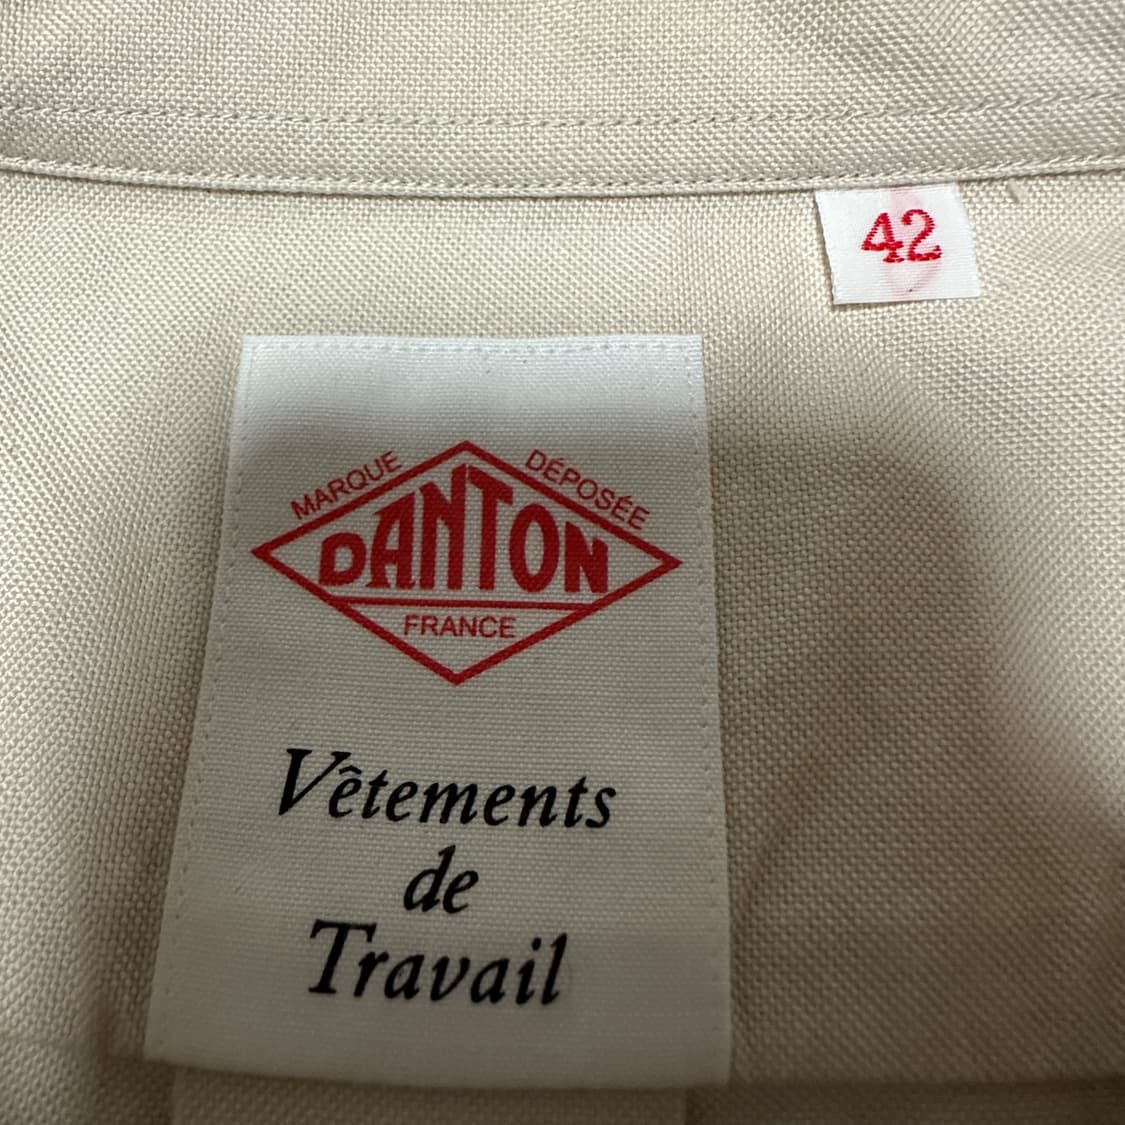 42
MARQUE DÉPOSÉE
DANTON
FRANCE
Vêtements
de
Travail